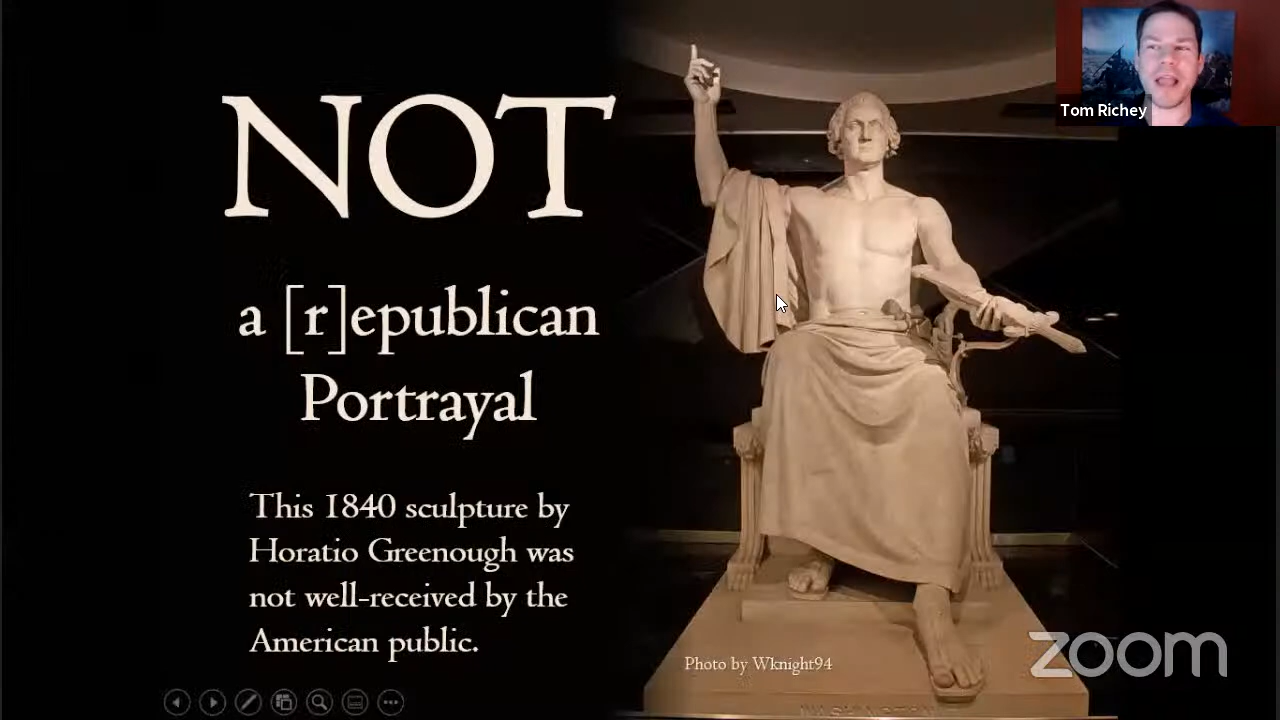 NOT
a [r]epublican
Portrayal
This 1840 sculpture by
Horatio Greenough was
not well-received by the
American public.
Photo by Wknight94
Tom Richey
zoom
WASHINGTON